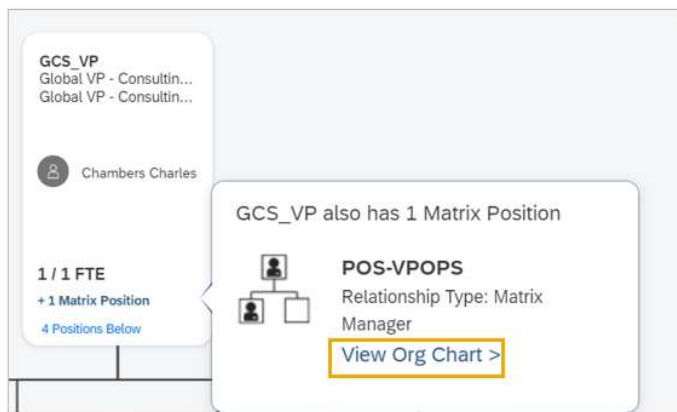 GCS_VP
Global VP - Consultin...
Global VP - Consultin...
Chambers Charles
1 / 1 FTE
+ 1 Matrix Position
4 Positions Below
GCS_VP also has 1 Matrix Position
POS-VPOPS
Relationship Type: Matrix
Manager
View Org Chart >